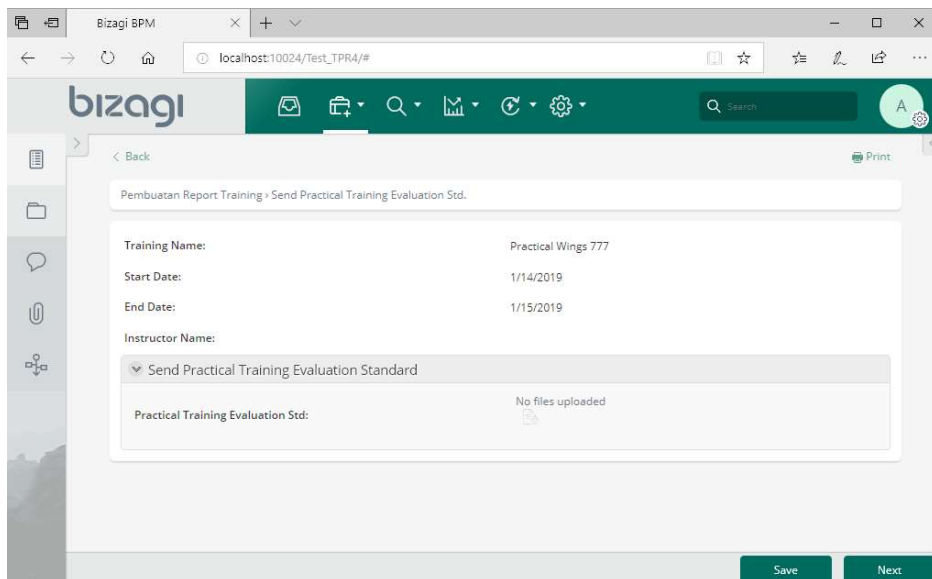 Bizagi BPM
localhost:10024/Test_TPR4/#
bizagi
Search
A
< Back
Print
Pembuatan Report Training › Send Practical Training Evaluation Std.
Training Name: Practical Wings 777
Start Date: 1/14/2019
End Date: 1/15/2019
Instructor Name:
Send Practical Training Evaluation Standard
No files uploaded
Practical Training Evaluation Std:
Save
Next